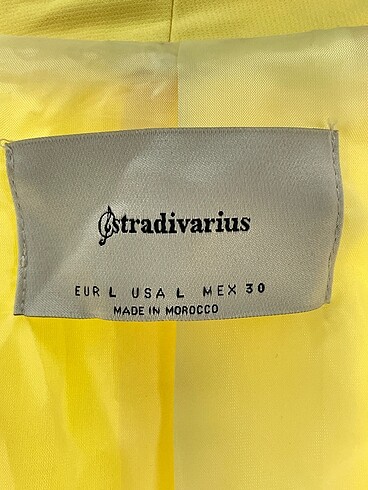 stradivarius
EUR L USA L MEX 30
MADE IN MOROCCO